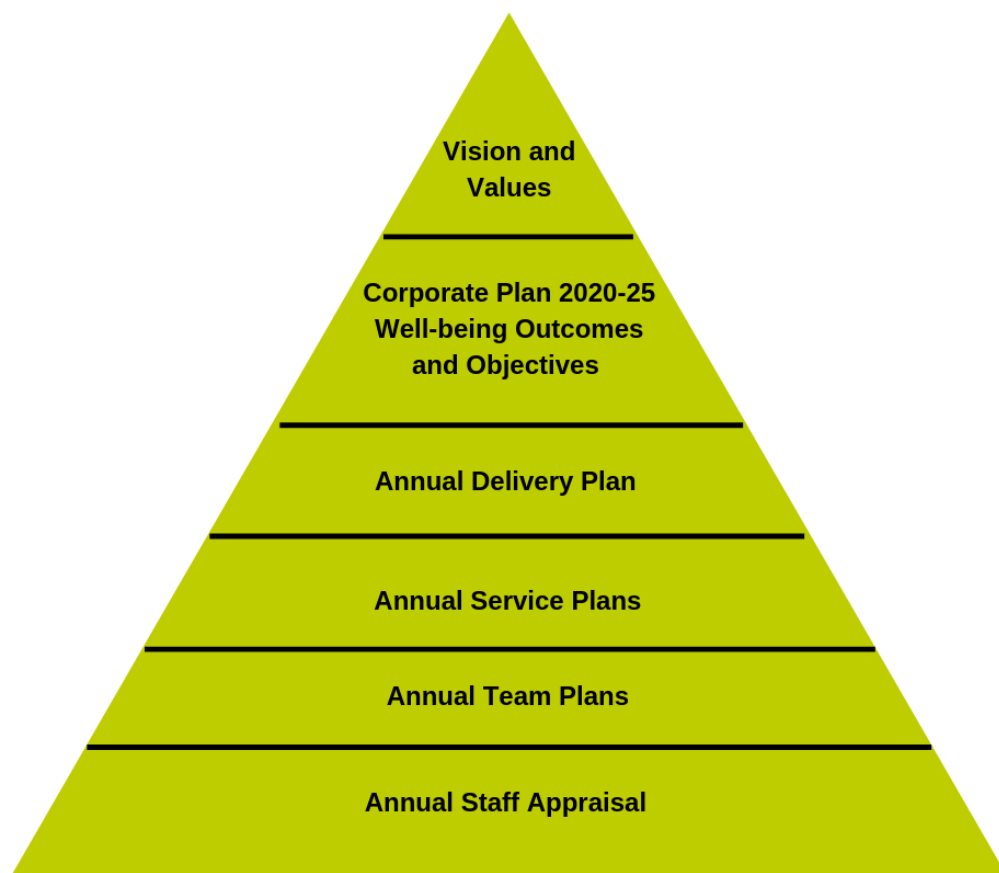 Vision and
Values
Corporate Plan 2020-25
Well-being Outcomes
and Objectives
Annual Delivery Plan
Annual Service Plans
Annual Team Plans
Annual Staff Appraisal